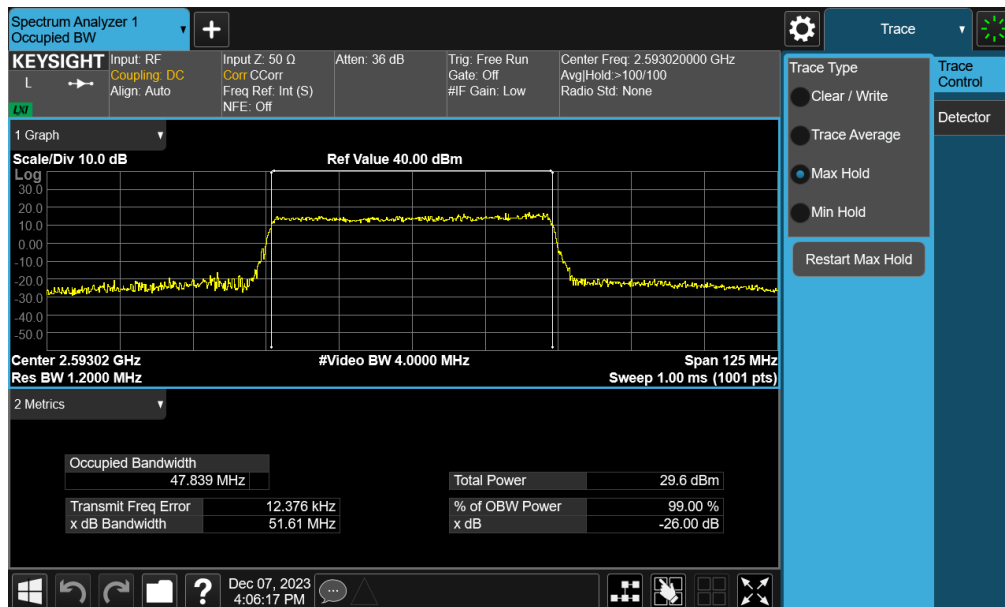 Spectrum Analyzer 1
Occupied BW
Trace
KEYSIGHT
L
LXI
Input: RF
Coupling: DC
Align: Auto
Input Z: 50 Ω
Corr CCorr
Freq Ref: Int (S)
NFE: Off
Atten: 36 dB
Trig: Free Run
Gate: Off
#IF Gain: Low
Center Freq: 2.593020000 GHz
Avg|Hold:>100/100
Radio Std: None
Trace Type
Clear / Write
Trace Average
Max Hold
Min Hold
Restart Max Hold
Trace
Control
Detector
1 Graph
Scale/Div 10.0 dB
Ref Value 40.00 dBm
Log
30.0
20.0
10.0
0.00
-10.0
-20.0
-30.0
-40.0
-50.0
Center 2.59302 GHz
#Video BW 4.0000 MHz
Span 125 MHz
Res BW 1.2000 MHz
Sweep 1.00 ms (1001 pts)
2 Metrics
Occupied Bandwidth
47.839 MHz
Total Power 29.6 dBm
Transmit Freq Error 12.376 kHz
% of OBW Power 99.00 %
x dB Bandwidth 51.61 MHz
x dB -26.00 dB
Dec 07, 2023
4:06:17 PM